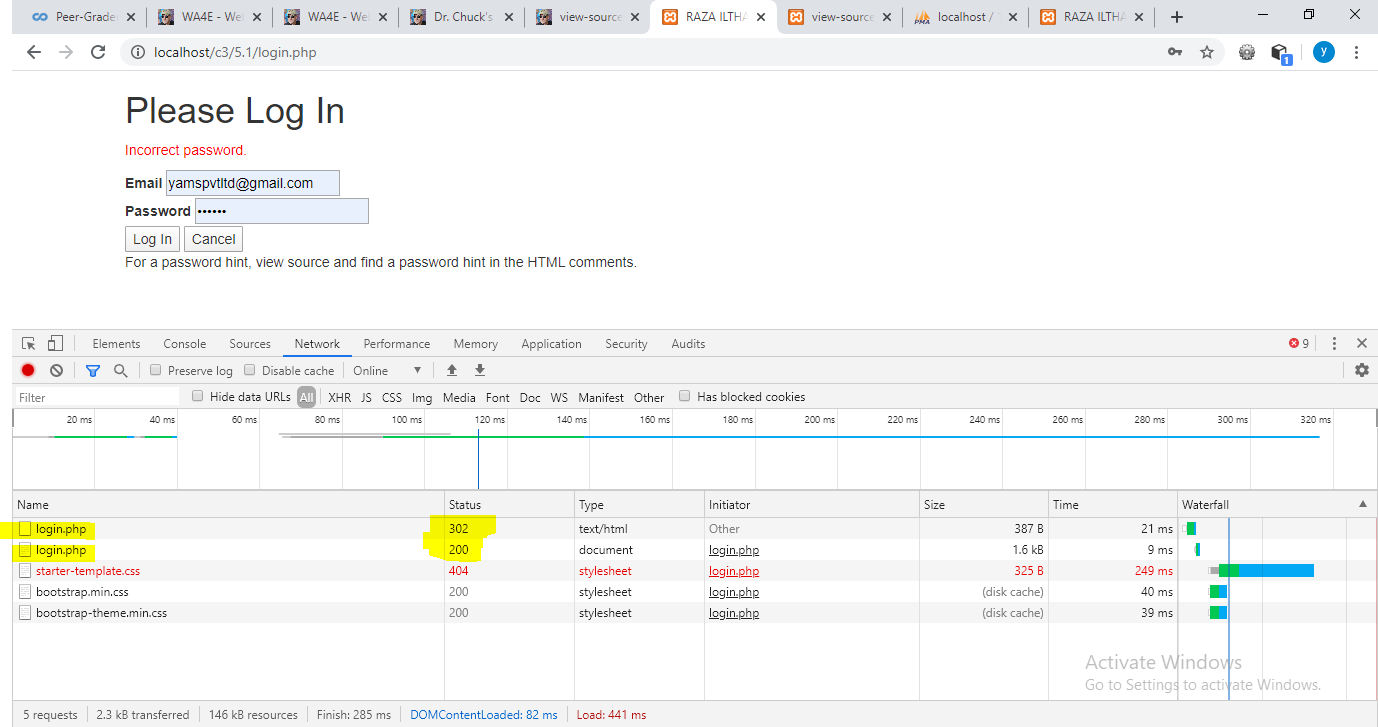 Peer-Grade
WA4E - Wel
WA4E - Wel
Dr. Chuck's
view-source
RAZA ILTHA
view-source
localhost /
RAZA ILTHA
localhost/c3/5.1/login.php
y
1
Please Log In
Incorrect password.
Email yamspvtltd@gmail.com
Password ••••••
Log In Cancel
For a password hint, view source and find a password hint in the HTML comments.
Elements Console Sources Network Performance Memory Application Security Audits 9
Preserve log Disable cache Online
Filter Hide data URLs All XHR JS CSS Img Media Font Doc WS Manifest Other Has blocked cookies
20 ms 40 ms 60 ms 80 ms 100 ms 120 ms 140 ms 160 ms 180 ms 200 ms 220 ms 240 ms 260 ms 280 ms 300 ms 320 ms
Name Status Type Initiator Size Time Waterfall
login.php 302 text/html Other 387 B 21 ms
login.php 200 document login.php 1.6 kB 9 ms
starter-template.css 404 stylesheet login.php 325 B 249 ms
bootstrap.min.css 200 stylesheet login.php (disk cache) 40 ms
bootstrap-theme.min.css 200 stylesheet login.php (disk cache) 39 ms
Activate Windows
Go to Settings to activate Windows.
5 requests 2.3 kB transferred 146 kB resources Finish: 285 ms DOMContentLoaded: 82 ms Load: 441 ms